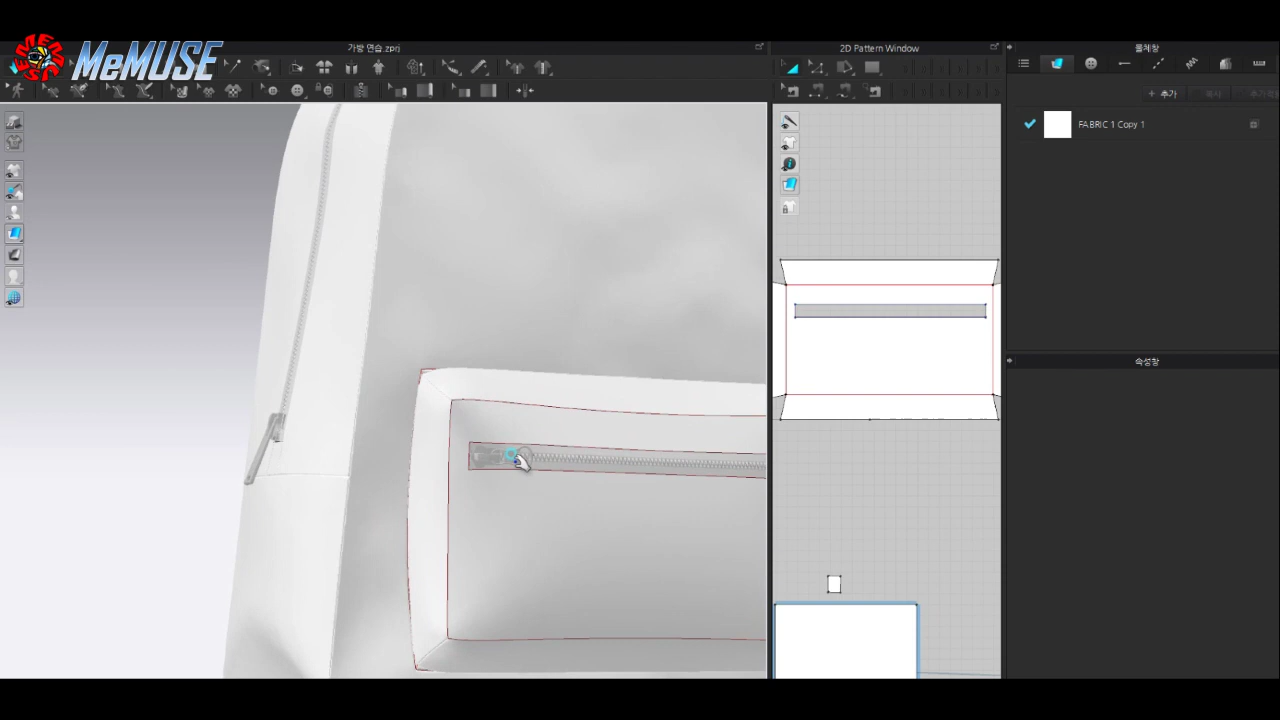 MeMUSE
가방 연습.zprj
2D Pattern Window
물체창
+ 추가
FABRIC 1 Copy 1
속성창